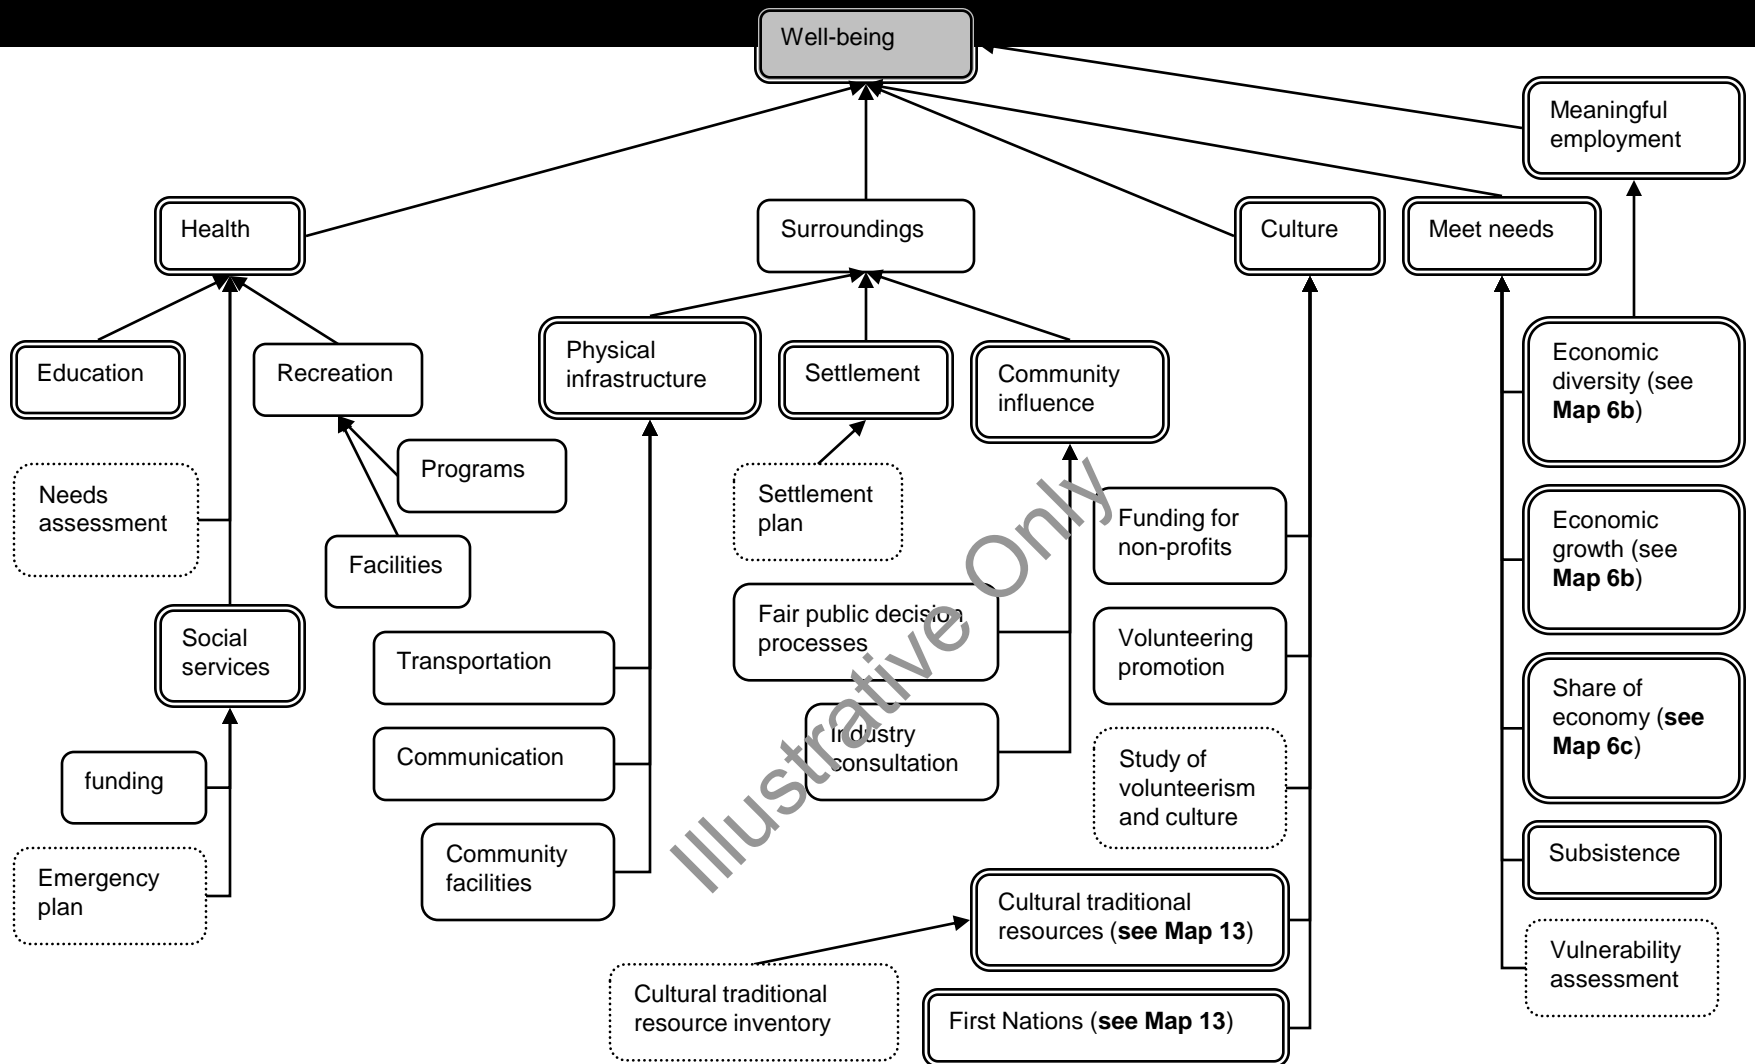 Well-being
Meaningful
employment
Health
Surroundings
Culture
Meet needs
Education
Recreation
Physical
infrastructure
Settlement
Community
influence
Economic
diversity (see
Map 6b)
Needs
assessment
Programs
Facilities
Settlement
plan
Funding for
non-profits
Economic
growth (see
Map 6b)
Social
services
Transportation
Fair public decision
processes
Volunteering
promotion
Share of
economy (see
Map 6c)
funding
Communication
Industry
consultation
Study of
volunteerism
and culture
Emergency
plan
Community
facilities
Subsistence
Cultural traditional
resources (see Map 13)
Vulnerability
assessment
Cultural traditional
resource inventory
First Nations (see Map 13)
Illustrative Only